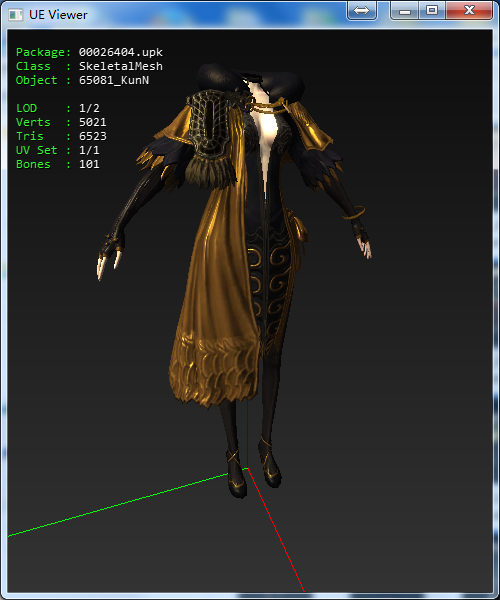 UE Viewer
Package: 00026404.upk
Class : SkeletalMesh
Object : 65081_KunN
LOD : 1/2
Verts : 5021
Tris : 6523
UV Set : 1/1
Bones : 101